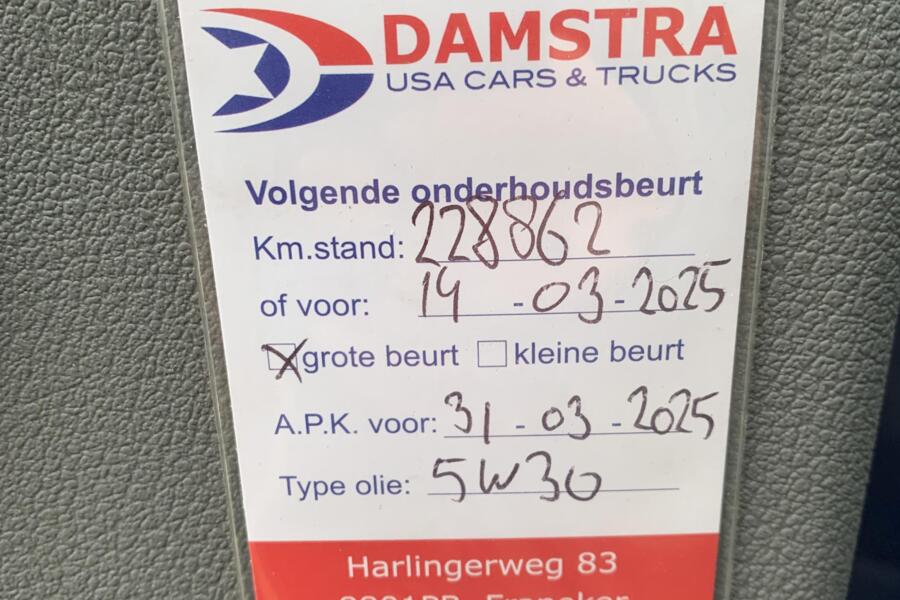 DAMSTRA
USA CARS & TRUCKS
Volgende onderhoudsbeurt
Km.stand: 228862
of voor: 14 - 03 - 2025
grote beurt kleine beurt
A.P.K. voor: 31 - 03 - 2025
Type olie: 5W30
Harlingerweg 83